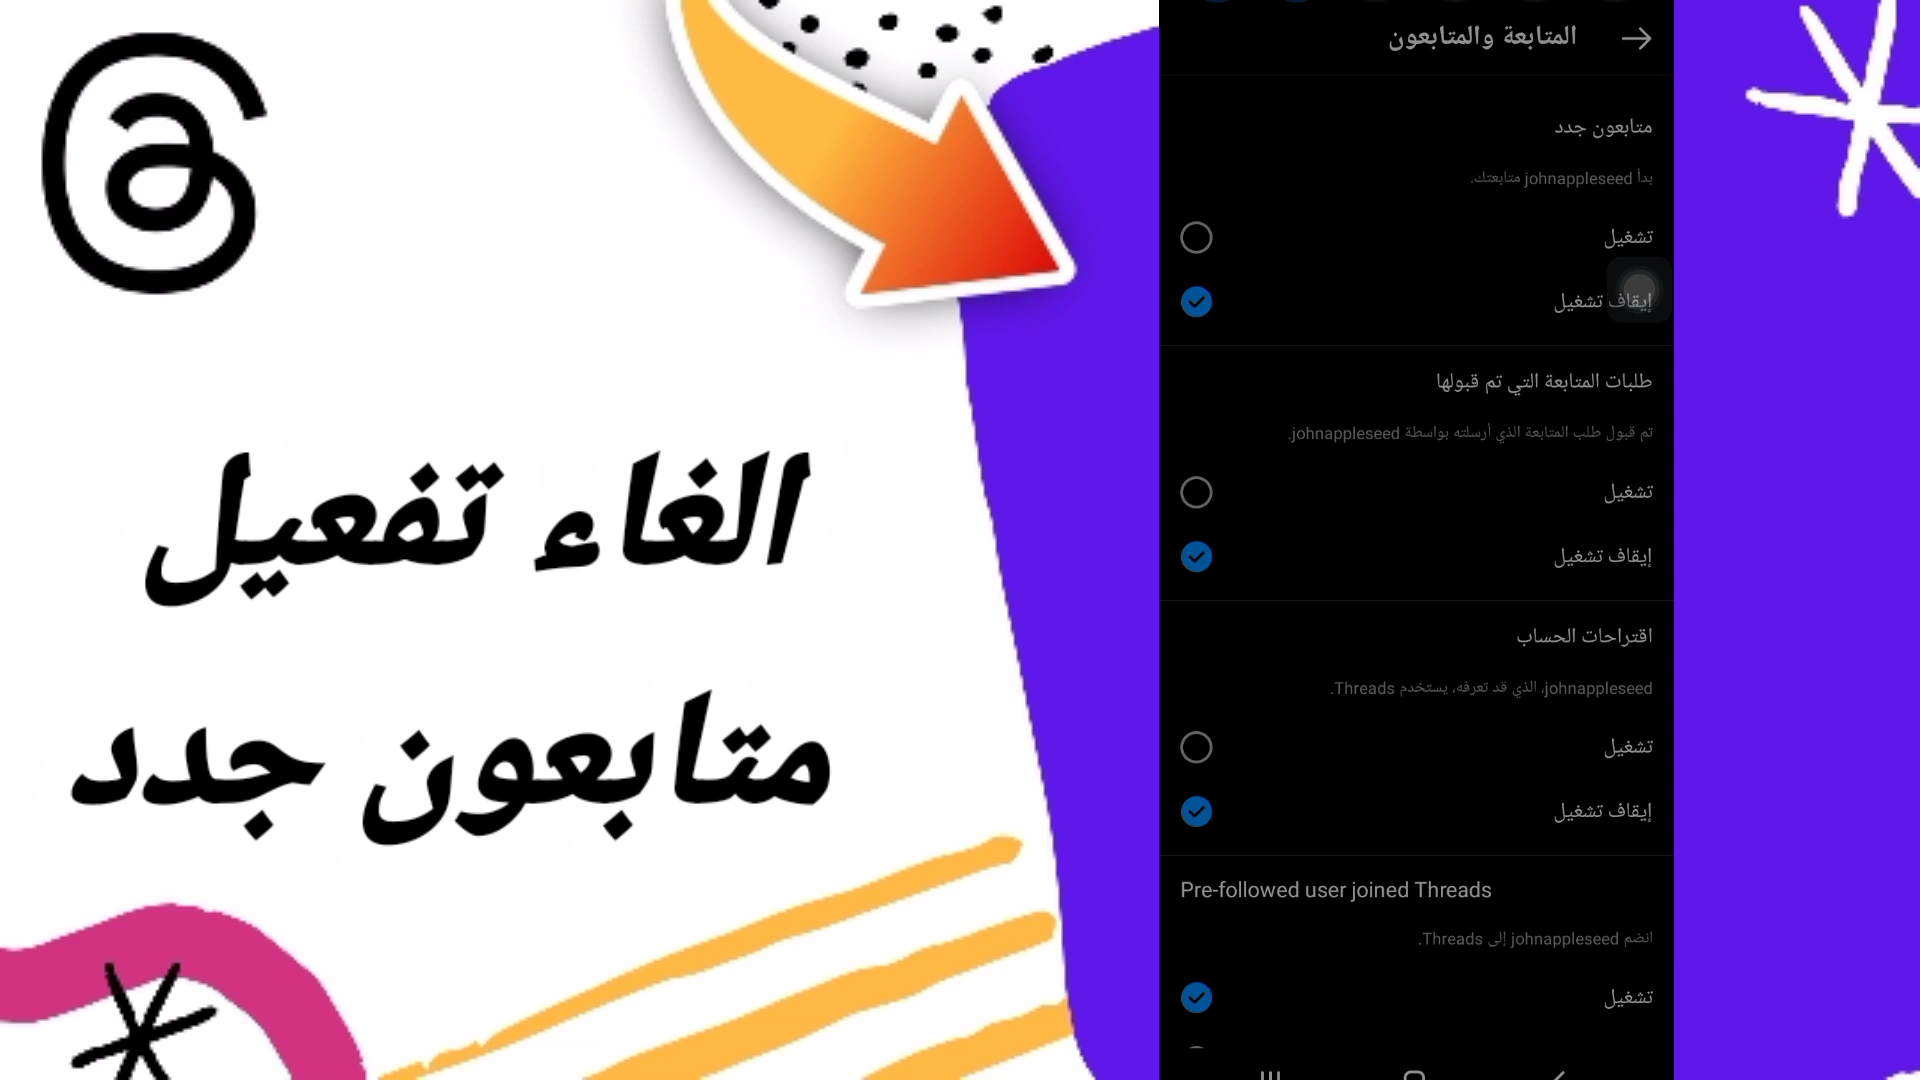 الغاء تفعيل
متابعون جدد
المتابعة والمتابعون
متابعون جدد
بدأ johnappleseed متابعتك.
تشغيل
إيقاف تشغيل
طلبات المتابعة التي تم قبولها
تم قبول طلب المتابعة الذي أرسلته بواسطة johnappleseed.
تشغيل
إيقاف تشغيل
اقتراحات الحساب
johnappleseed، الذي قد تعرفه، يستخدم Threads.
تشغيل
إيقاف تشغيل
Pre-followed user joined Threads
انضم johnappleseed إلى Threads.
تشغيل